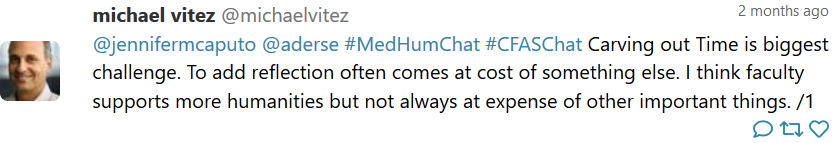 michael vitez @michaelvitez 2 months ago
@jennifermcaputo @aderse #MedHumChat #CFASChat Carving out Time is biggest
challenge. To add reflection often comes at cost of something else. I think faculty
supports more humanities but not always at expense of other important things. /1